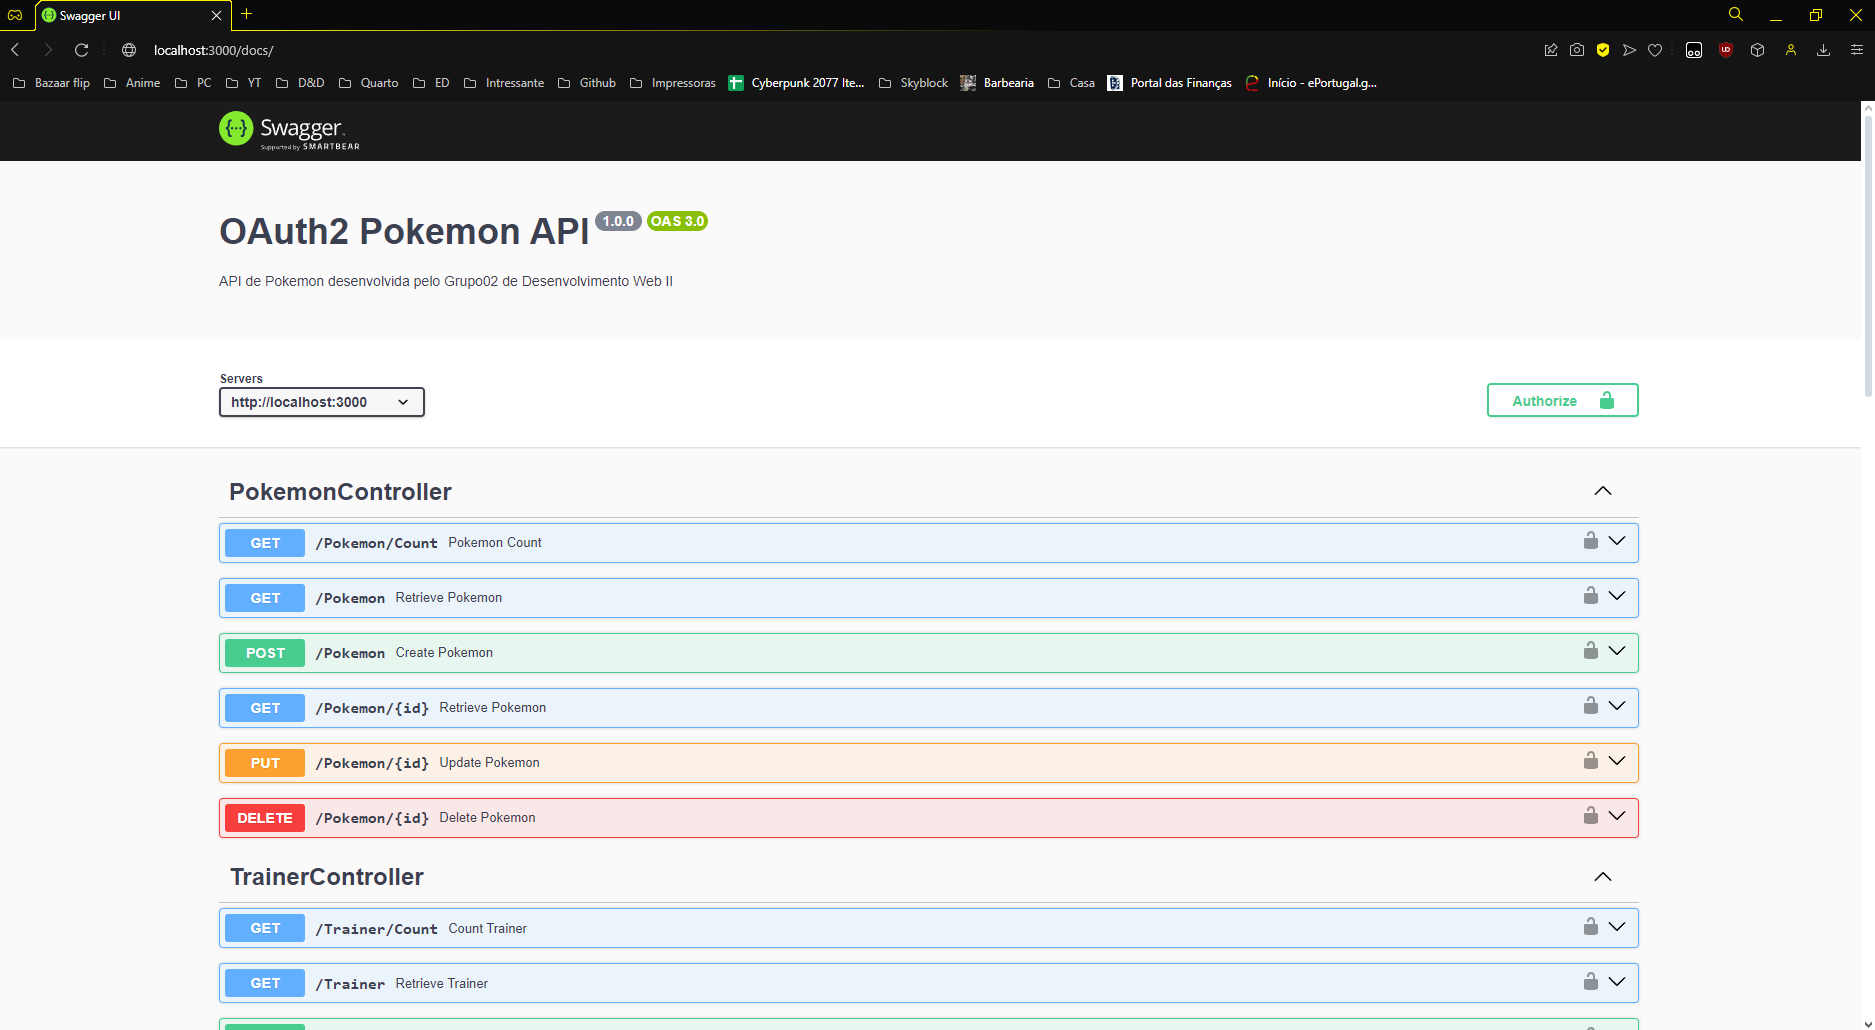 Swagger UI
localhost:3000/docs/
Bazaar flip Anime PC YT D&D Quarto ED Intressante Github Impressoras Cyberpunk 2077 Ite... Skyblock Barbearia Casa Portal das Finanças Início - ePortugal.g...
Swagger
Supported by SMARTBEAR
OAuth2 Pokemon API 1.0.0 OAS 3.0
API de Pokemon desenvolvida pelo Grupo02 de Desenvolvimento Web II
Servers
http://localhost:3000
Authorize
PokemonController
GET /Pokemon/Count Pokemon Count
GET /Pokemon Retrieve Pokemon
POST /Pokemon Create Pokemon
GET /Pokemon/{id} Retrieve Pokemon
PUT /Pokemon/{id} Update Pokemon
DELETE /Pokemon/{id} Delete Pokemon
TrainerController
GET /Trainer/Count Count Trainer
GET /Trainer Retrieve Trainer